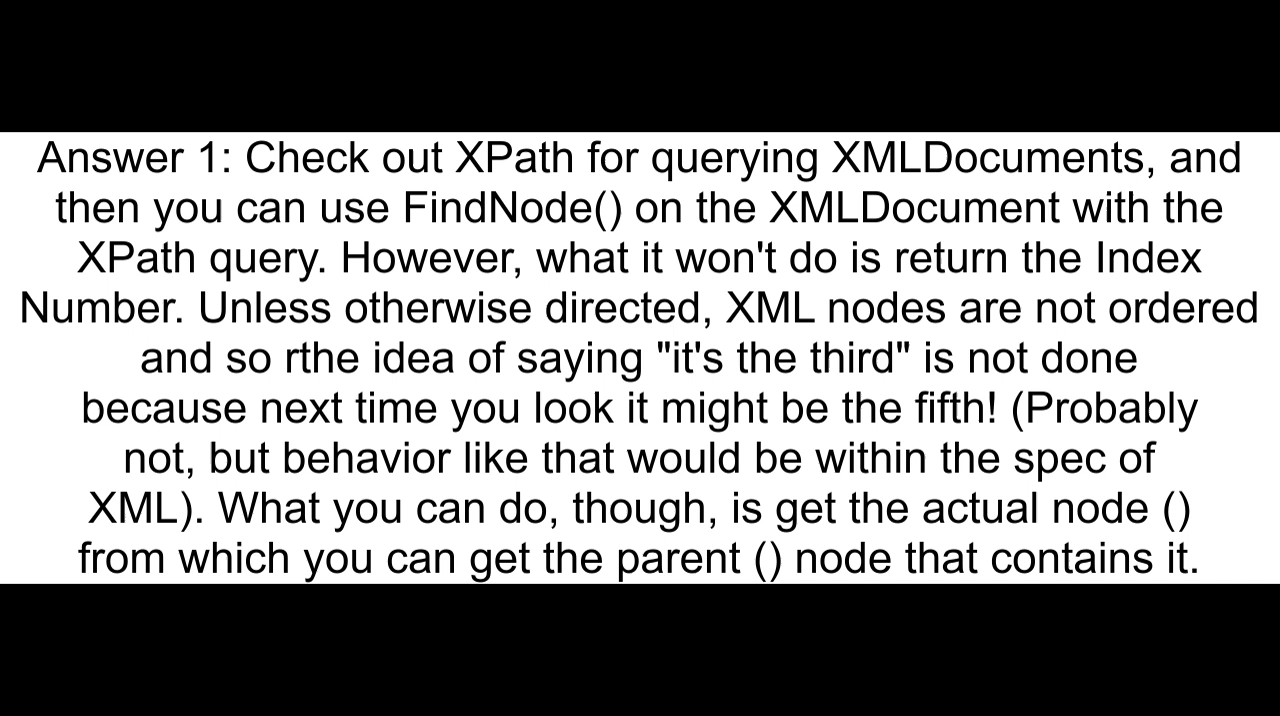 Answer 1: Check out XPath for querying XMLDocuments, and
then you can use FindNode() on the XMLDocument with the
XPath query. However, what it won't do is return the Index
Number. Unless otherwise directed, XML nodes are not ordered
and so rthe idea of saying "it's the third" is not done
because next time you look it might be the fifth! (Probably
not, but behavior like that would be within the spec of
XML). What you can do, though, is get the actual node ()
from which you can get the parent () node that contains it.